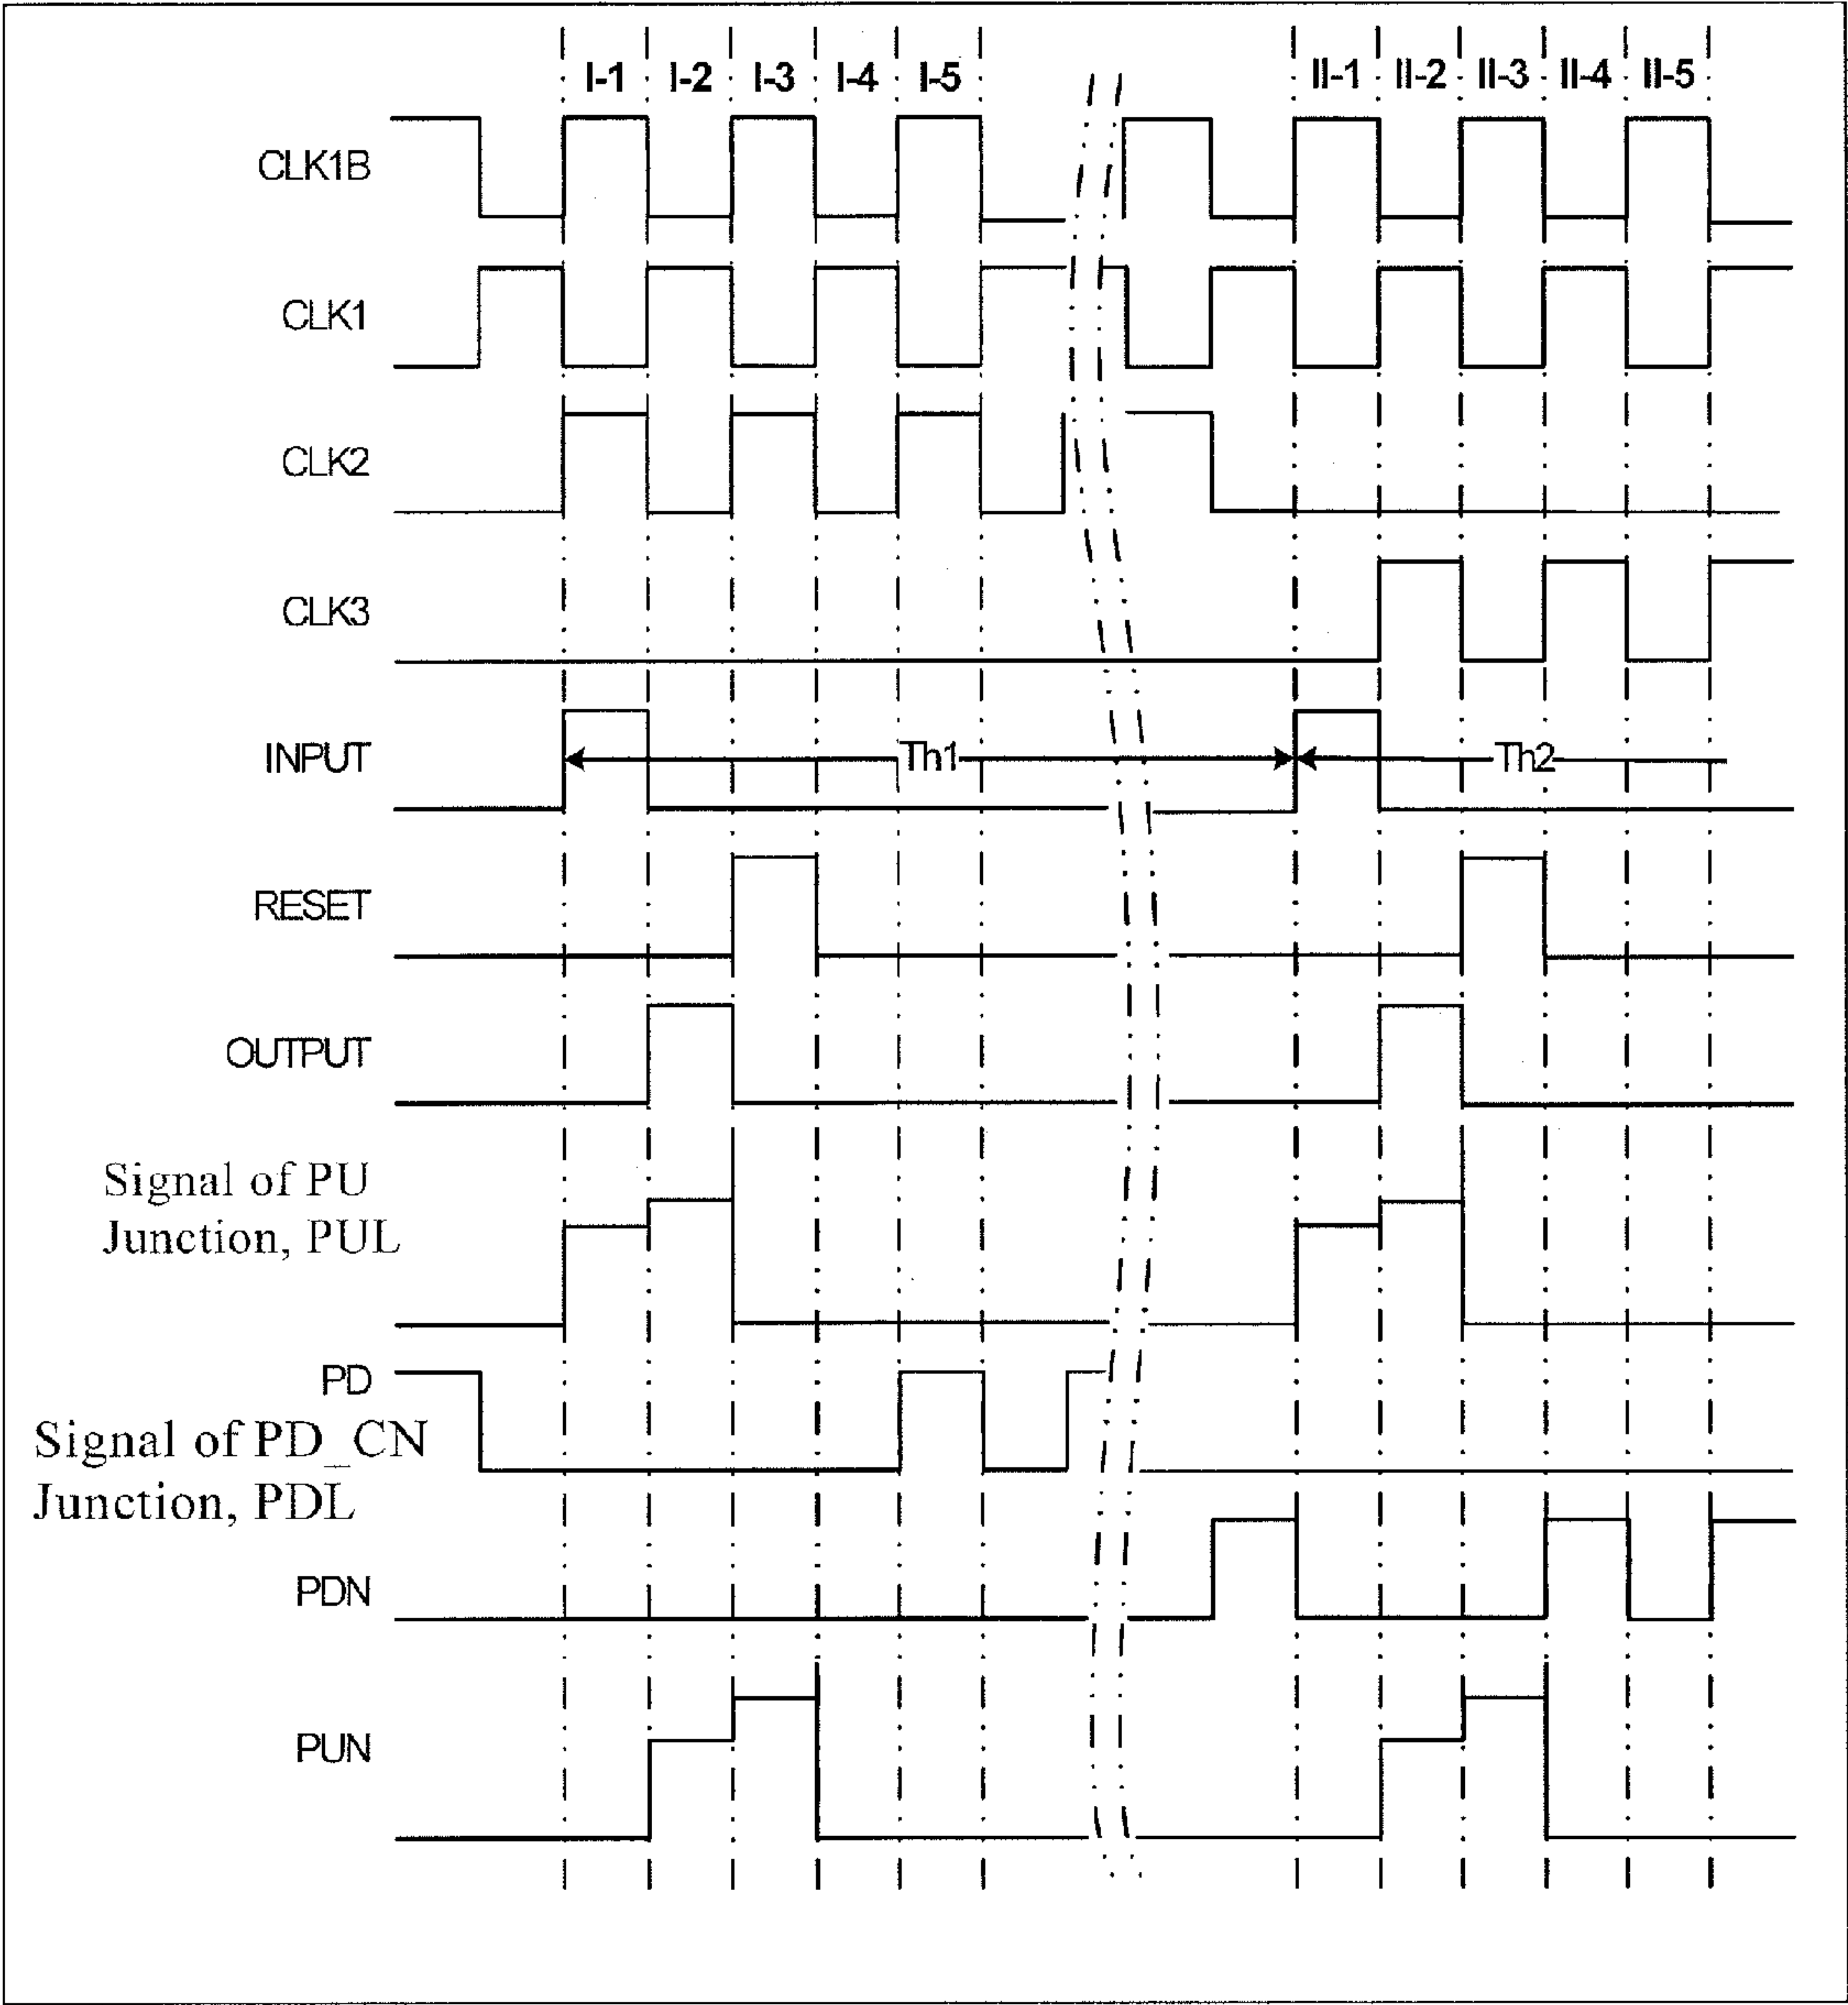 I-1 I-2 I-3 I-4 I-5 II-1 II-2 II-3 II-4 II-5
CLK1B
CLK1
CLK2
CLK3
INPUT
Th1 Th2
RESET
OUTPUT
Signal of PU
Junction, PUL
PD
Signal of PD_CN
Junction, PDL
PDN
PUN